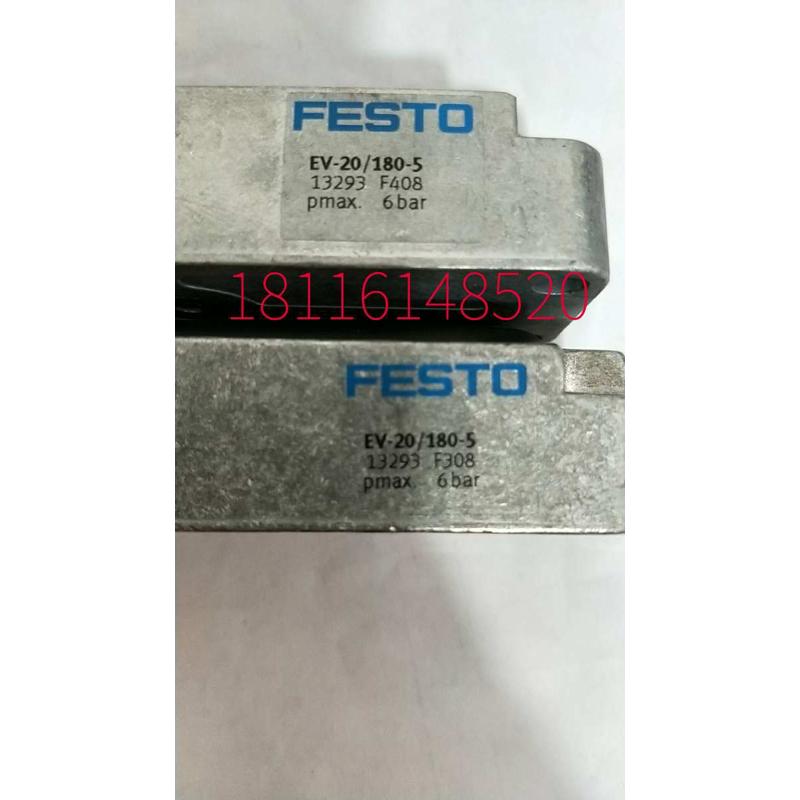 FESTO
EV-20/180-5
13293 F408
pmax. 6bar
18116148520
FESTO
EV-20/180-5
13293 F308
pmax. 6bar